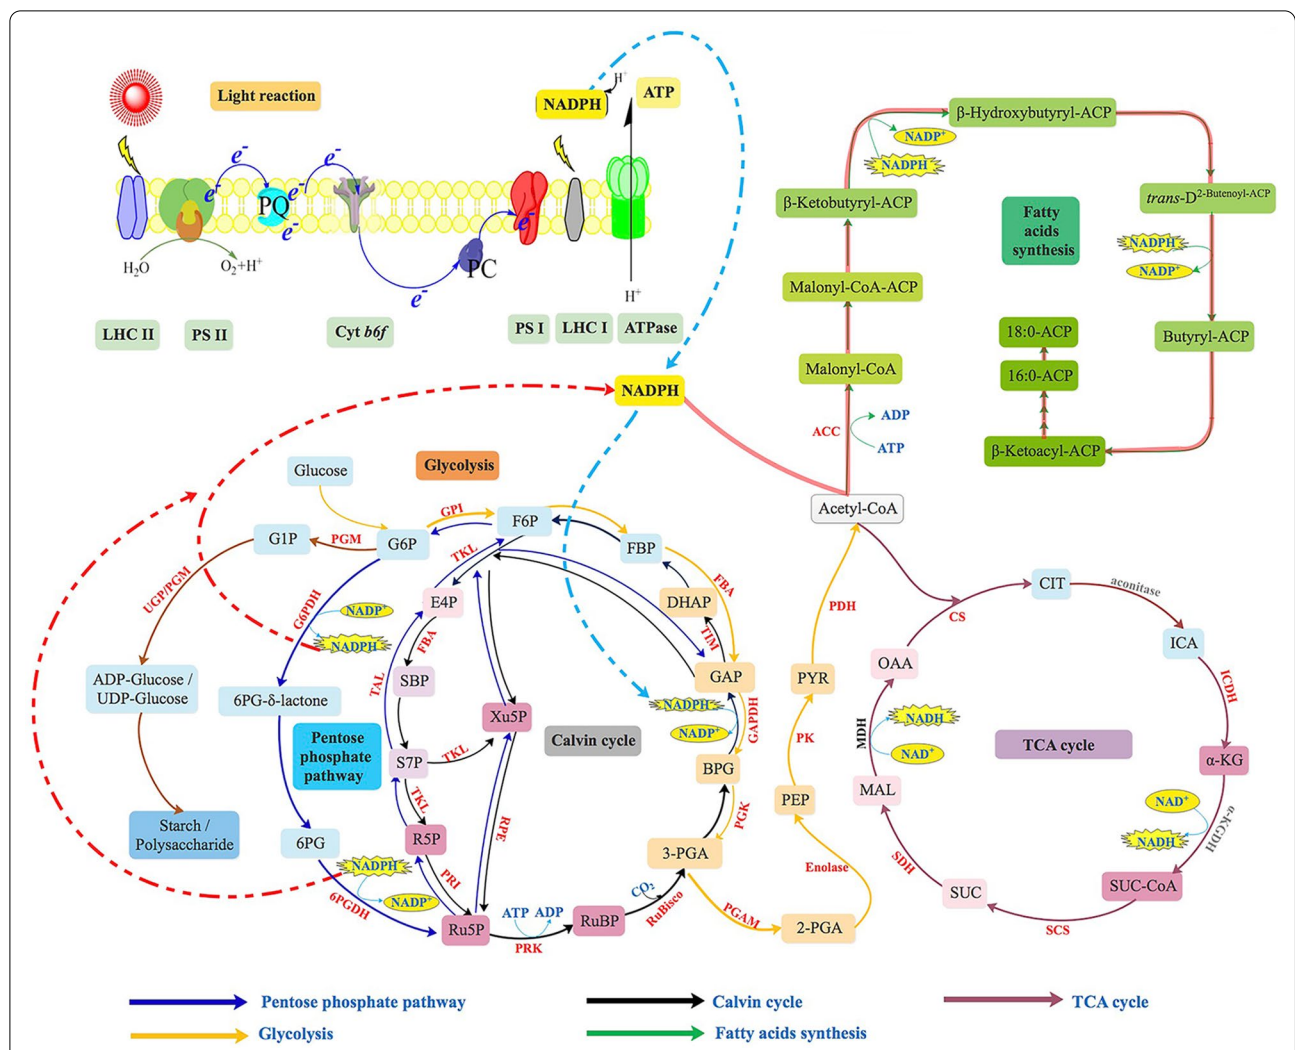 Light reaction
NADPH
H⁺
ATP
e⁻
e⁻
e⁻
PQ
e⁻
e⁻
e⁻
e⁻
e⁻
PC
H₂O
O₂+H⁺
H⁺
LHC II
PS II
Cyt b6f
PS I
LHC I
ATPase
NADPH
β-Hydroxybutyryl-ACP
NADP⁺
NADPH
β-Ketobutyryl-ACP
trans-D²⁻ᴮᵘᵗᵉⁿᵒʸˡ⁻ᴬᶜᴾ
Fatty
acids
synthesis
NADPH
NADP⁺
Malonyl-CoA-ACP
18:0-ACP
Butyryl-ACP
Malonyl-CoA
16:0-ACP
ACC
ADP
ATP
β-Ketoacyl-ACP
Acetyl-CoA
Glucose
Glycolysis
GPI
F6P
G1P
PGM
G6P
TKL
FBP
UGP/PGM
G6PDH
NADP⁺
NADPH
E4P
FBA
DHAP
FBA
TIM
ADP-Glucose /
UDP-Glucose
6PG-δ-lactone
TAL
SBP
GAP
NADPH
NADP⁺
GAPDH
Pentose
phosphate
pathway
Xu5P
Calvin cycle
S7P
TKL
BPG
TKL
Starch /
Polysaccharide
6PG
R5P
RPE
PGK
NADPH
NADP⁺
PRI
3-PGA
6PGDH
Ru5P
ATP
ADP
PRK
RuBP
CO₂
RuBisco
PGAM
2-PGA
Enolase
PEP
PK
PYR
PDH
CS
CIT
aconitase
ICA
OAA
ICDH
MDH
NADH
NAD⁺
TCA cycle
α-KG
MAL
NAD⁺
NADH
α-KGDH
SDH
SUC
SUC-CoA
SCS
Pentose phosphate pathway
Calvin cycle
TCA cycle
Glycolysis
Fatty acids synthesis